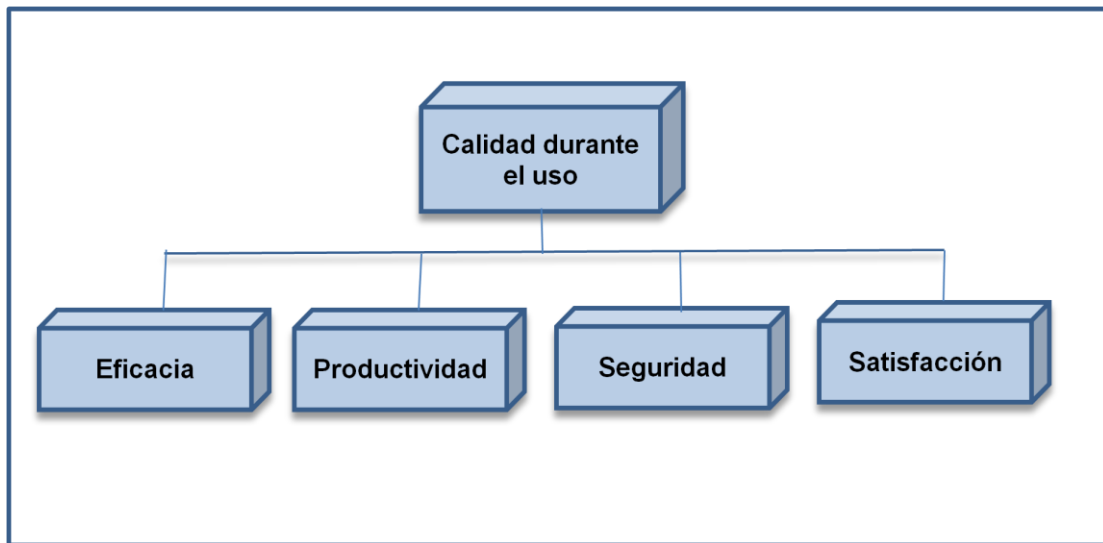 Calidad durante
el uso
Eficacia
Productividad
Seguridad
Satisfacción